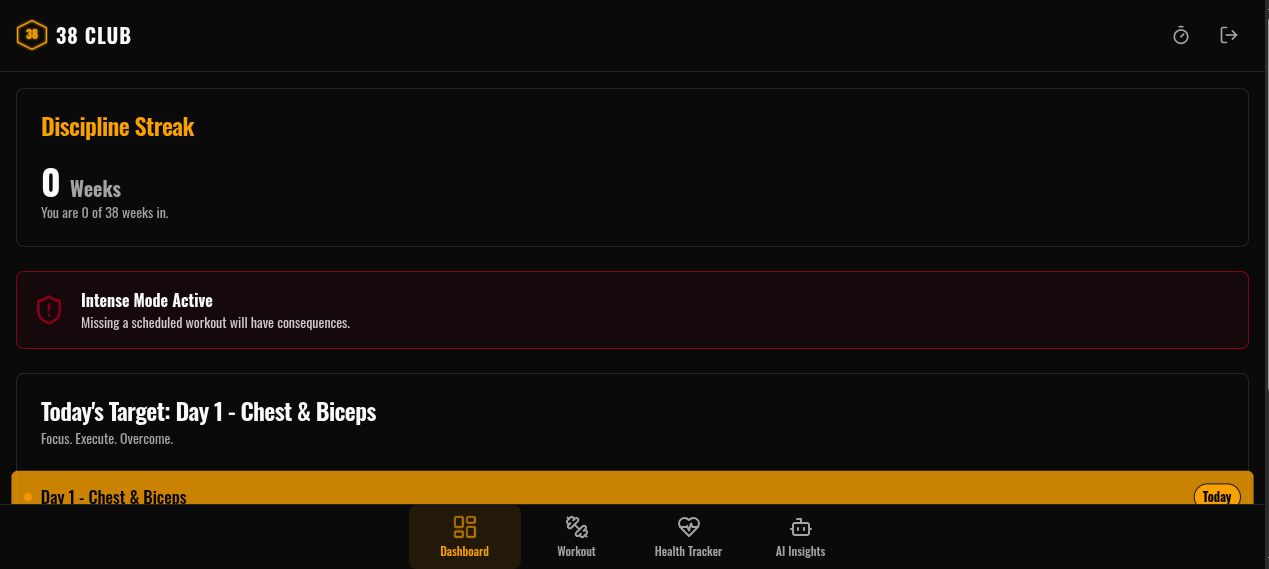 38
38 CLUB
Discipline Streak
0 Weeks
You are 0 of 38 weeks in.
Intense Mode Active
Missing a scheduled workout will have consequences.
Today's Target: Day 1 - Chest & Biceps
Focus. Execute. Overcome.
Day 1 - Chest & Biceps
Today
Dashboard
Workout
Health Tracker
AI Insights